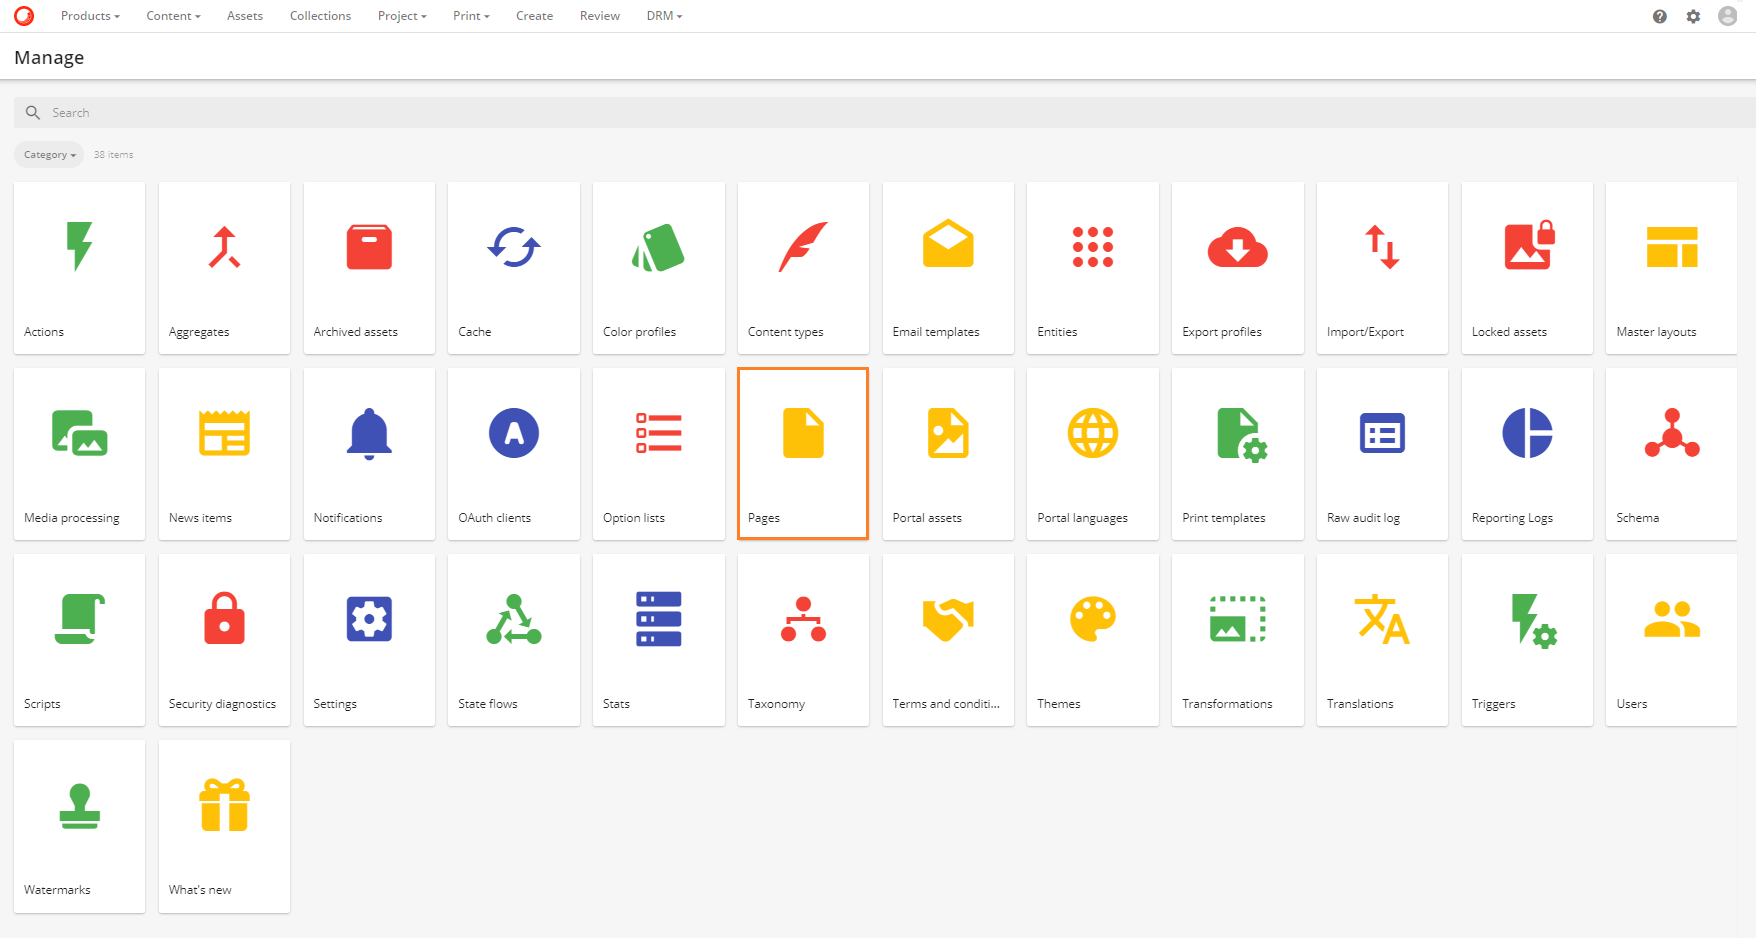 Products Content Assets Collections Project Print Create Review DRM
Manage
Search
Category 38 items
Actions Aggregates Archived assets Cache Color profiles Content types Email templates Entities Export profiles Import/Export Locked assets Master layouts
Media processing News items Notifications OAuth clients Option lists Pages Portal assets Portal languages Print templates Raw audit log Reporting Logs Schema
Scripts Security diagnostics Settings State flows Stats Taxonomy Terms and conditi... Themes Transformations Translations Triggers Users
Watermarks What's new